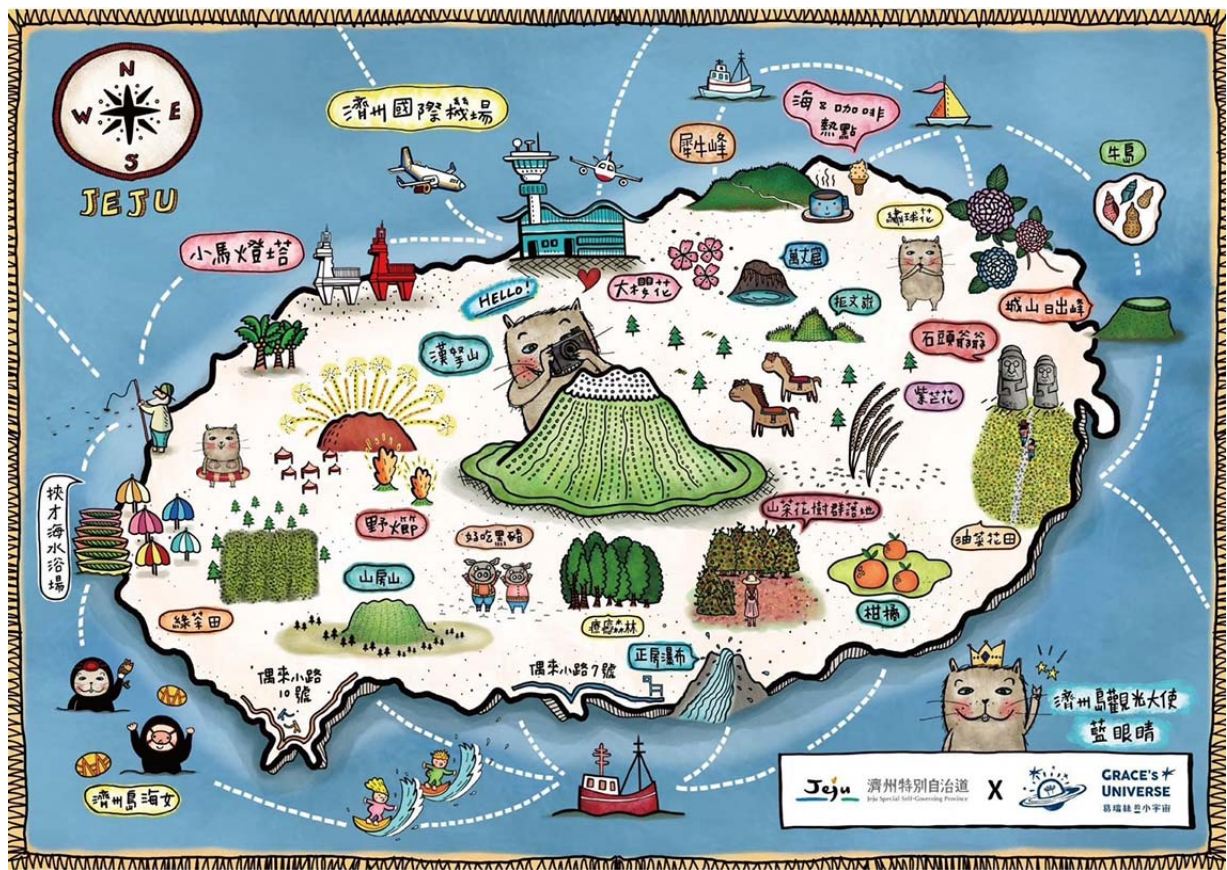 N
W E
S
JEJU
濟州國際機場
海&咖啡
熱點
犀牛峰
牛島
小馬燈塔
繡球花
萬丈窟
大櫻花
HELLO!
拒文岳
城山日出峰
漢拏山
石頭爺爺
紫芒花
挾才海水浴場
野火節
好吃黑豬
山茶花樹群落地
油菜花田
山房山
柑橘
綠茶田
療癒森林
正房瀑布
偶來小路
10號
偶來小路7號
濟州島觀光大使
藍眼睛
濟州島海女
Jeju
濟州特別自治道
Jeju Special Self-Governing Province
X
GRACE's
UNIVERSE
葛瑞絲的小宇宙